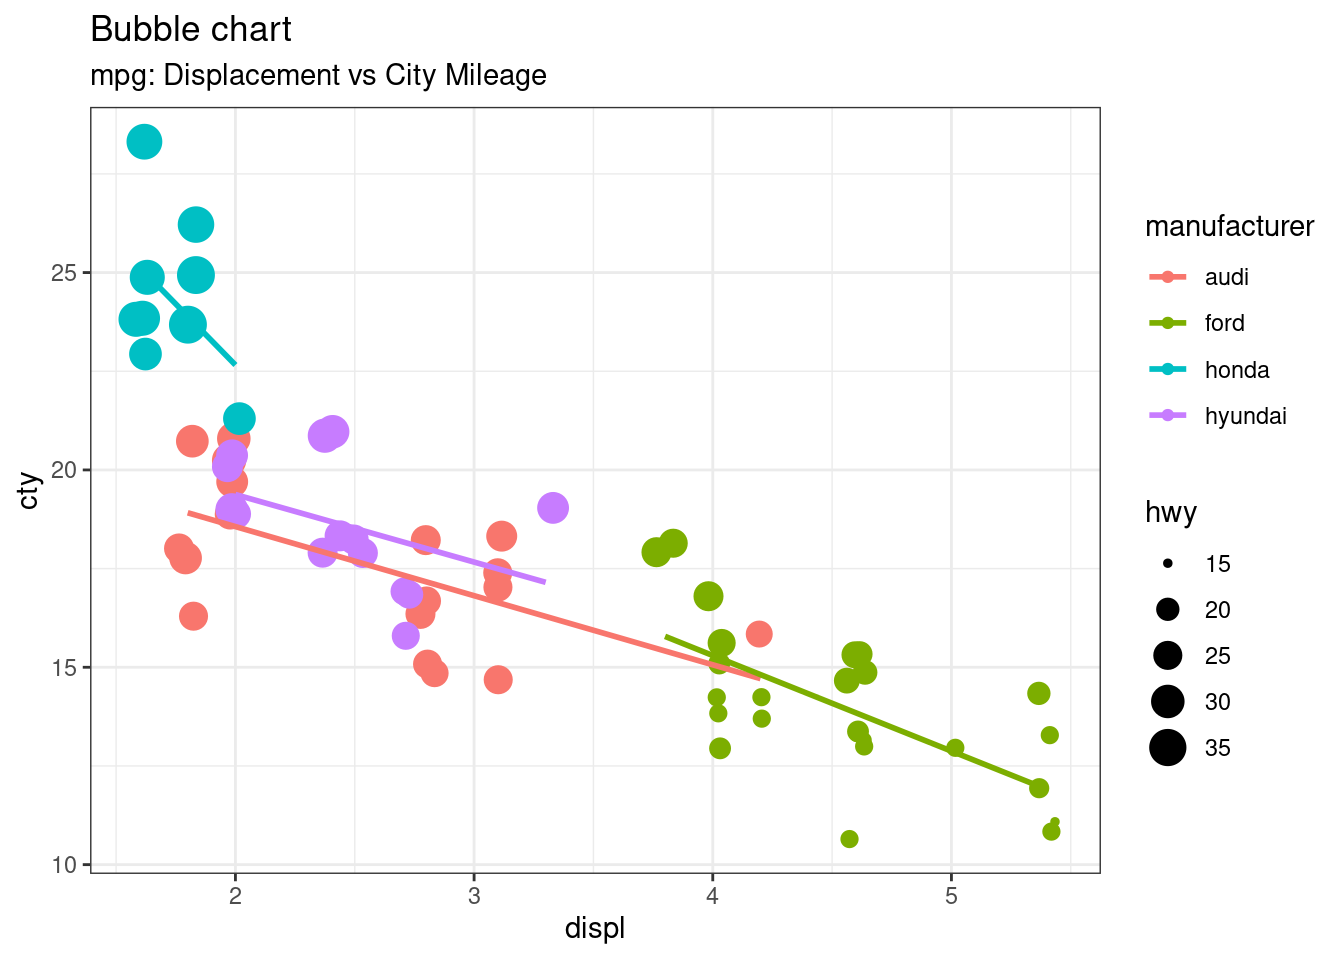 Bubble chart
mpg: Displacement vs City Mileage
cty
25
20
15
10
2 3 4 5
displ
manufacturer
audi
ford
honda
hyundai
hwy
15
20
25
30
35